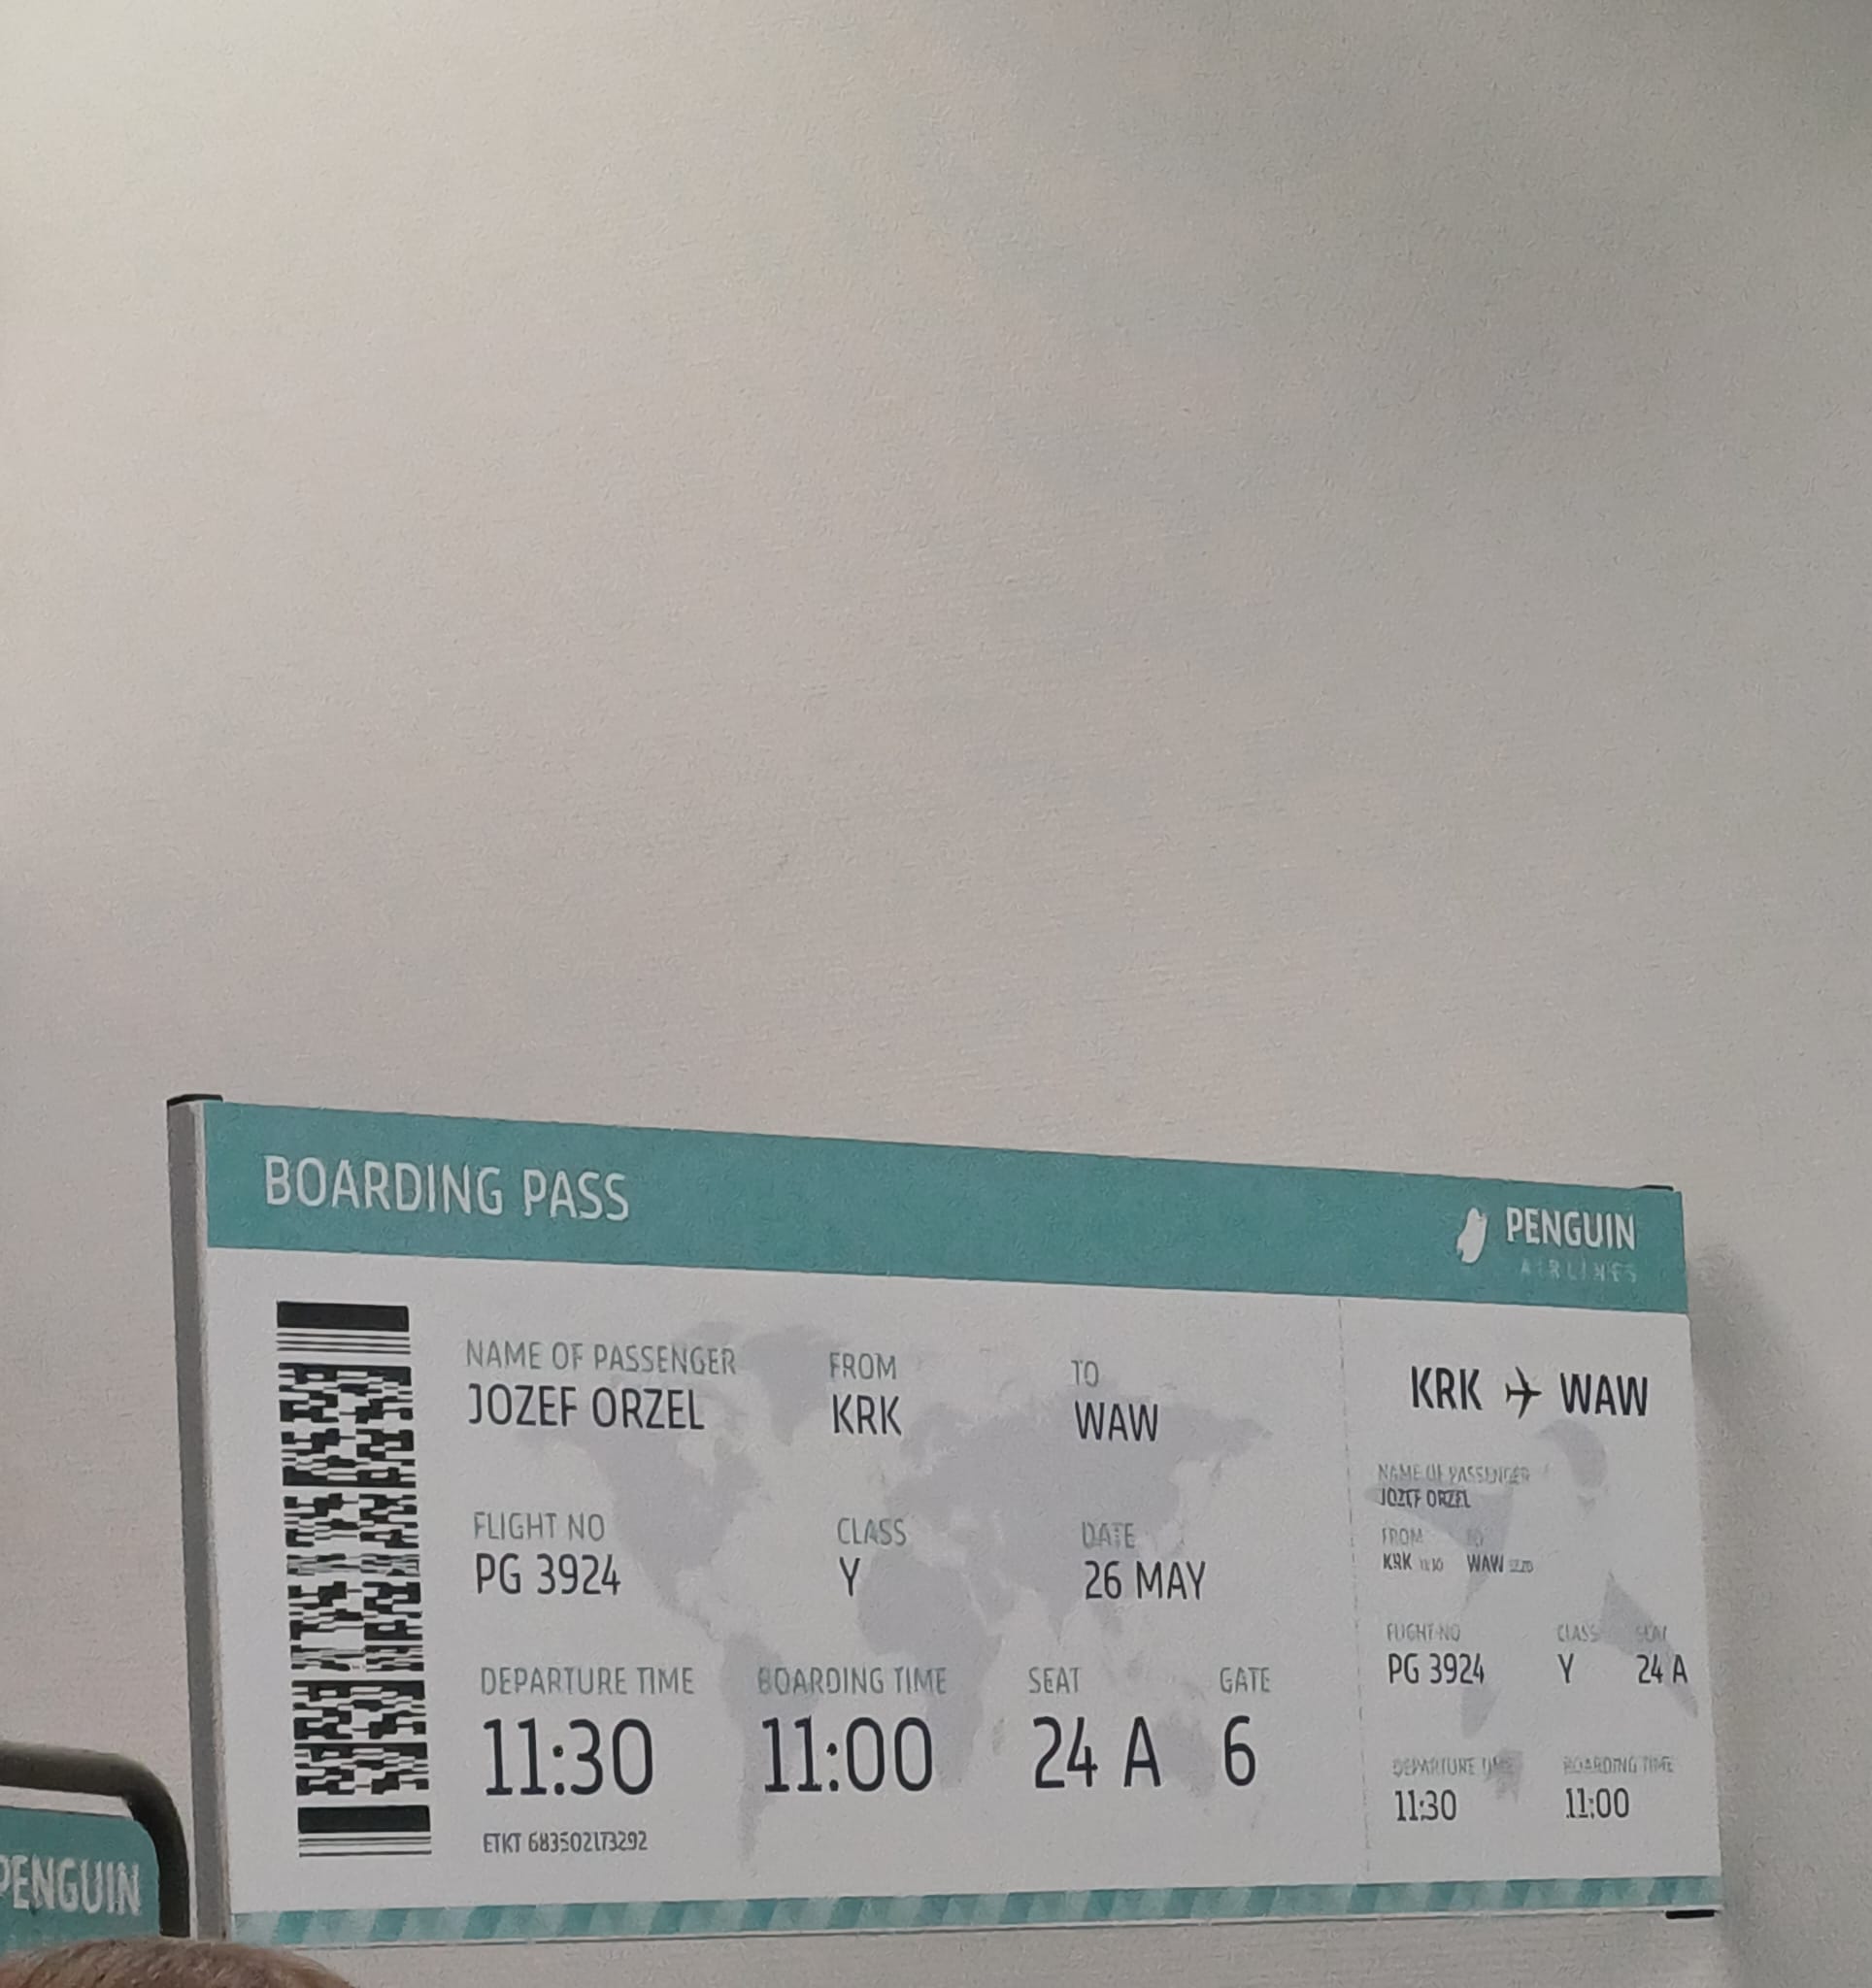 BOARDING PASS
PENGUIN
AIRLINES
NAME OF PASSENGER
JOZEF ORZEL
FROM
KRK
TO
WAW
FLIGHT NO
PG 3924
CLASS
Y
DATE
26 MAY
DEPARTURE TIME
11:30
BOARDING TIME
11:00
SEAT
24 A
GATE
6
ETKT 683502173292
KRK ✈ WAW
NAME OF PASSENGER
JOZEF ORZEL
FROM
KRK WAW
FLIGHT NO CLASS SEAT
PG 3924 Y 24 A
DEPARTURE TIME BOARDING TIME
11:30 11:00
PENGUIN